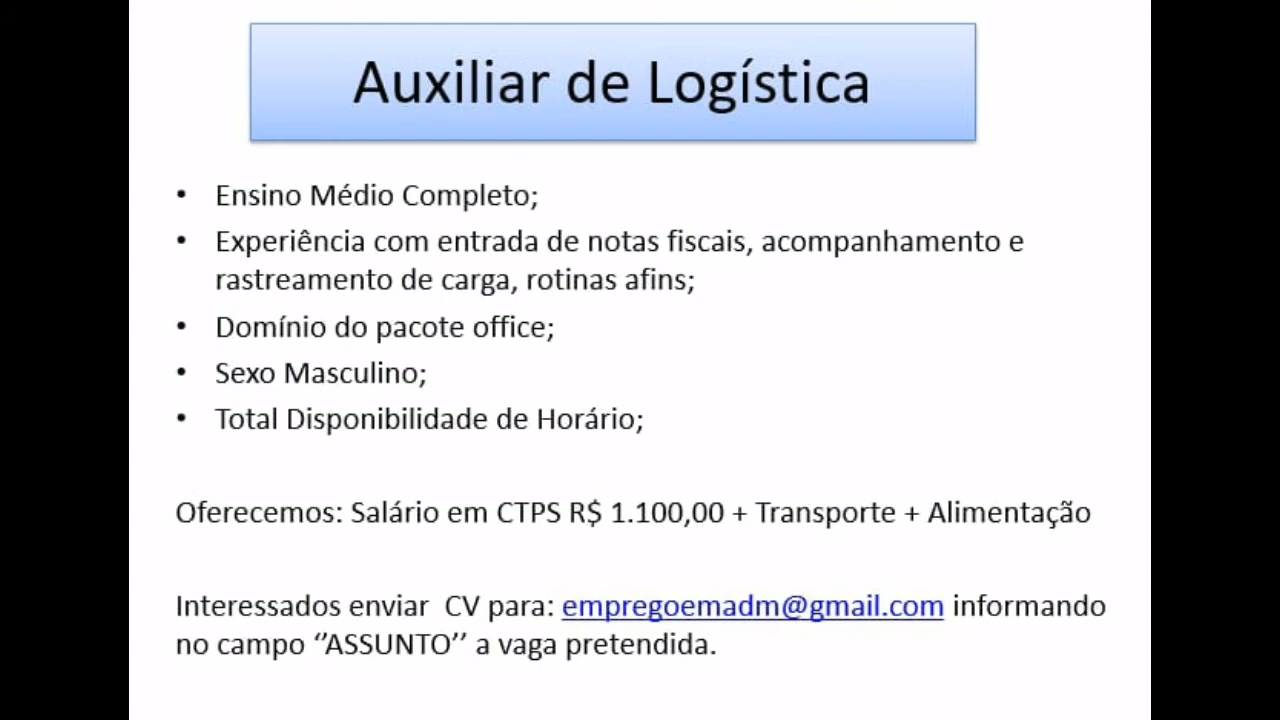 Auxiliar de Logística
• Ensino Médio Completo;
• Experiência com entrada de notas fiscais, acompanhamento e
rastreamento de carga, rotinas afins;
• Domínio do pacote office;
• Sexo Masculino;
• Total Disponibilidade de Horário;
Oferecemos: Salário em CTPS R$ 1.100,00 + Transporte + Alimentação
Interessados enviar  CV para: empregoemadm@gmail.com informando
no campo ‘’ASSUNTO’’ a vaga pretendida.